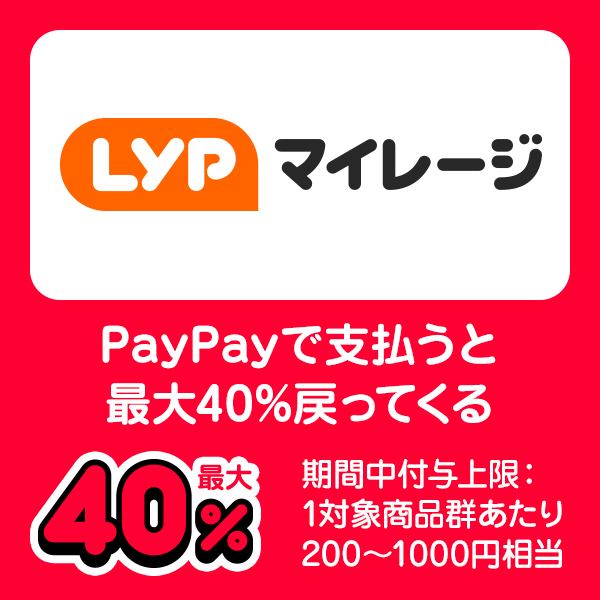 LYP マイレージ
PayPayで支払うと
最大40%戻ってくる
最大
40%
期間中付与上限：
1対象商品群あたり
200〜1000円相当